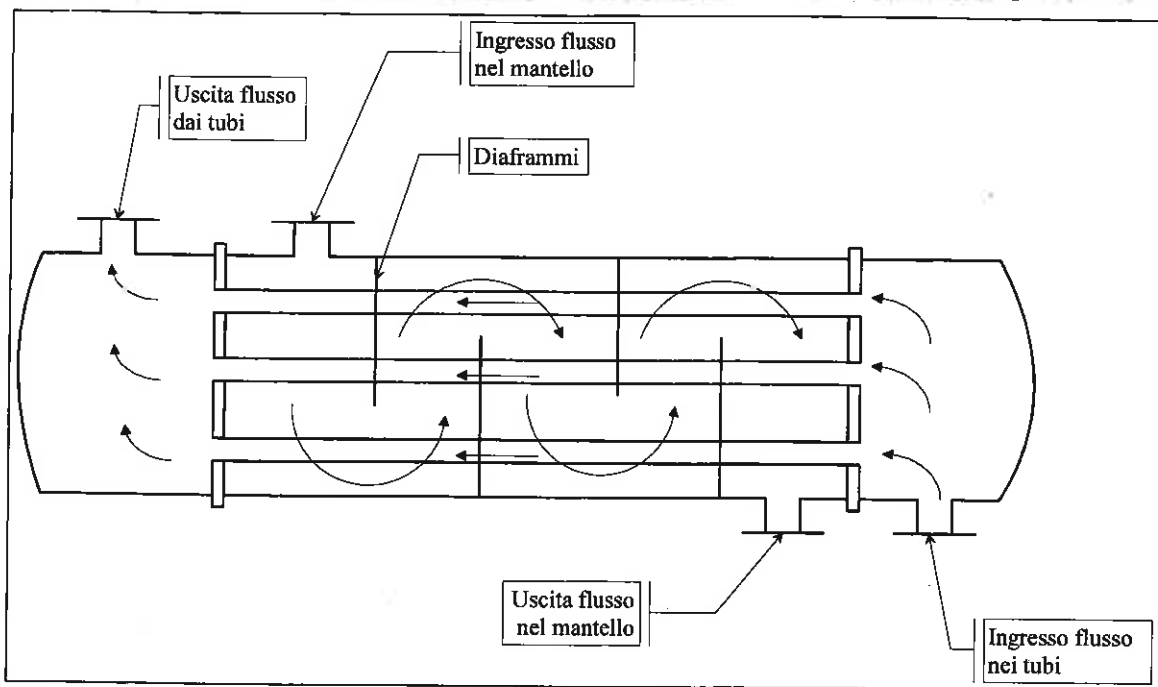 Ingresso flusso
nel mantello
Uscita flusso
dai tubi
Diaframmi
Uscita flusso
nel mantello
Ingresso flusso
nei tubi